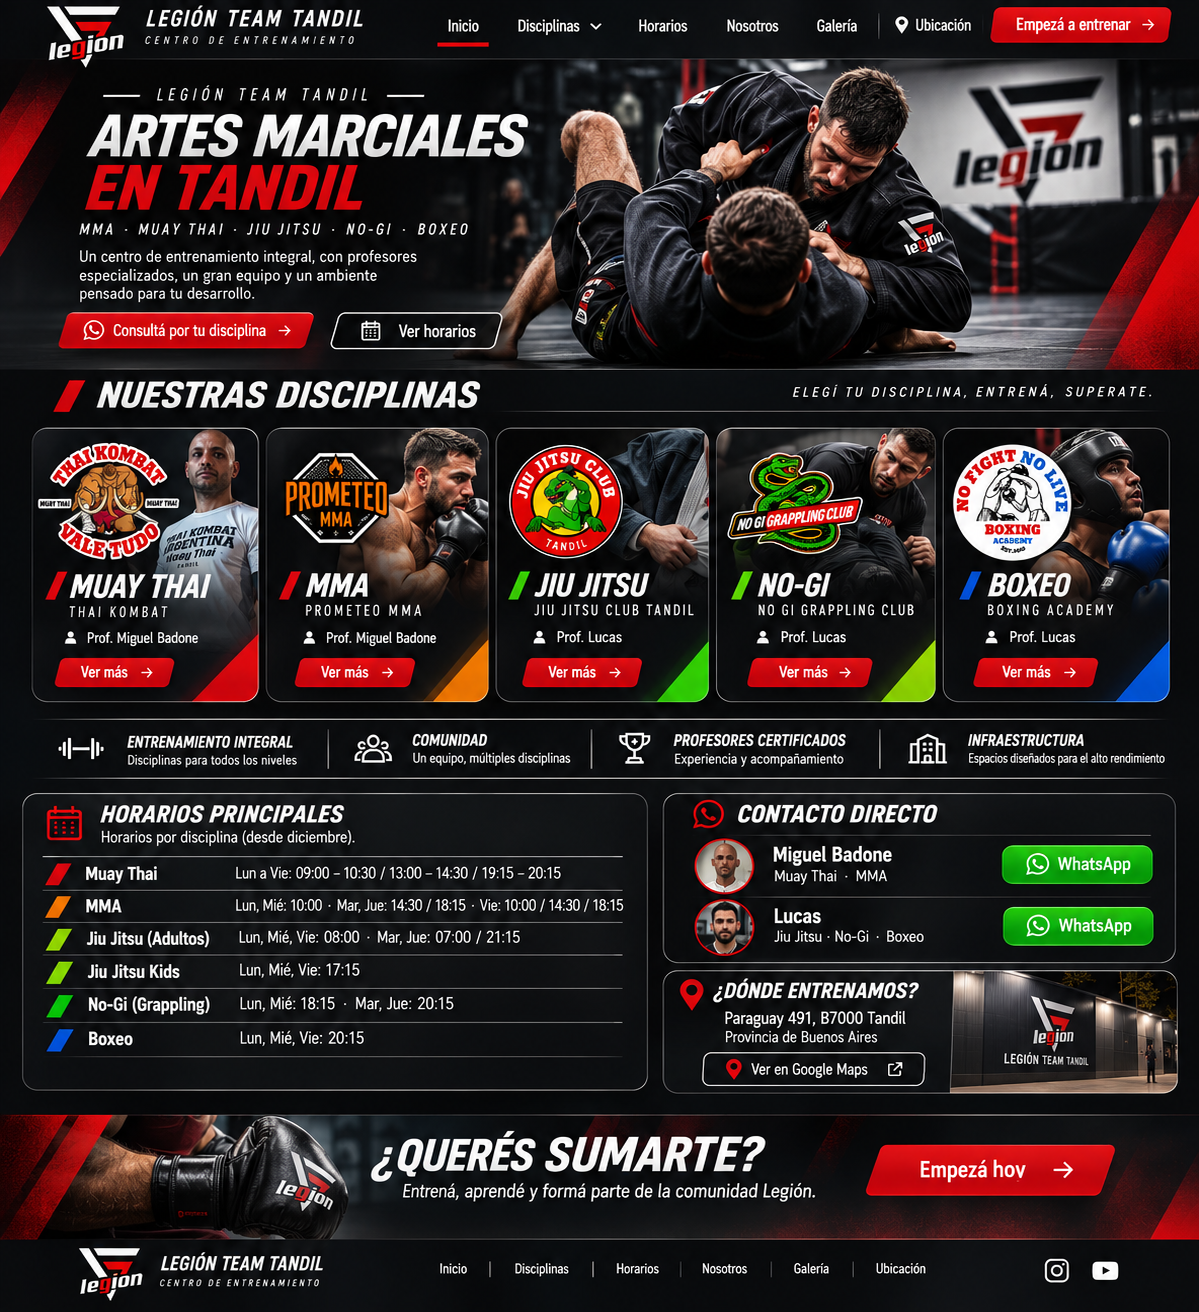 legion
LEGIÓN TEAM TANDIL
CENTRO DE ENTRENAMIENTO
Inicio
Disciplinas
Horarios
Nosotros
Galería
Ubicación
Empezá a entrenar
LEGIÓN TEAM TANDIL
ARTES MARCIALES
EN TANDIL
MMA · MUAY THAI · JIU JITSU · NO-GI · BOXEO
Un centro de entrenamiento integral, con profesores
especializados, un gran equipo y un ambiente
pensado para tu desarrollo.
Consultá por tu disciplina
Ver horarios
legion
legion
NUESTRAS DISCIPLINAS
ELEGÍ TU DISCIPLINA, ENTRENÁ, SUPERATE.
THAI KOMBAT
MUAY THAI
MUAY THAI
VALE TUDO
THAI KOMBAT
ARGENTINA
Muay Thai
MUAY THAI
THAI KOMBAT
Prof. Miguel Badone
Ver más
PROMETEO
MMA
MMA
PROMETEO MMA
Prof. Miguel Badone
Ver más
JIU JITSU CLUB
TANDIL
JIU JITSU
JIU JITSU CLUB TANDIL
Prof. Lucas
Ver más
NO GI GRAPPLING CLUB
NO-GI
NO GI GRAPPLING CLUB
Prof. Lucas
Ver más
NO FIGHT NO LIVE
BOXING
ACADEMY
BOXEO
BOXING ACADEMY
Prof. Lucas
Ver más
ENTRENAMIENTO INTEGRAL
Disciplinas para todos los niveles
COMUNIDAD
Un equipo, múltiples disciplinas
PROFESORES CERTIFICADOS
Experiencia y acompañamiento
INFRAESTRUCTURA
Espacios diseñados para el alto rendimiento
HORARIOS PRINCIPALES
Horarios por disciplina (desde diciembre).
Muay Thai Lun a Vie: 09:00 – 10:30 / 13:00 – 14:30 / 19:15 – 20:15
MMA Lun, Mié: 10:00 · Mar, Jue: 14:30 / 18:15 · Vie: 10:00 / 14:30 / 18:15
Jiu Jitsu (Adultos) Lun, Mié, Vie: 08:00 · Mar, Jue: 07:00 / 21:15
Jiu Jitsu Kids Lun, Mié, Vie: 17:15
No-Gi (Grappling) Lun, Mié: 18:15 · Mar, Jue: 20:15
Boxeo Lun, Mié, Vie: 20:15
CONTACTO DIRECTO
Miguel Badone
Muay Thai · MMA
WhatsApp
Lucas
Jiu Jitsu · No-Gi · Boxeo
WhatsApp
¿DÓNDE ENTRENAMOS?
Paraguay 491, B7000 Tandil
Provincia de Buenos Aires
Ver en Google Maps
legion
LEGIÓN TEAM TANDIL
legion
¿QUERÉS SUMARTE?
Entrená, aprendé y formá parte de la comunidad Legión.
Empezá hoy
legion
LEGIÓN TEAM TANDIL
CENTRO DE ENTRENAMIENTO
Inicio
Disciplinas
Horarios
Nosotros
Galería
Ubicación